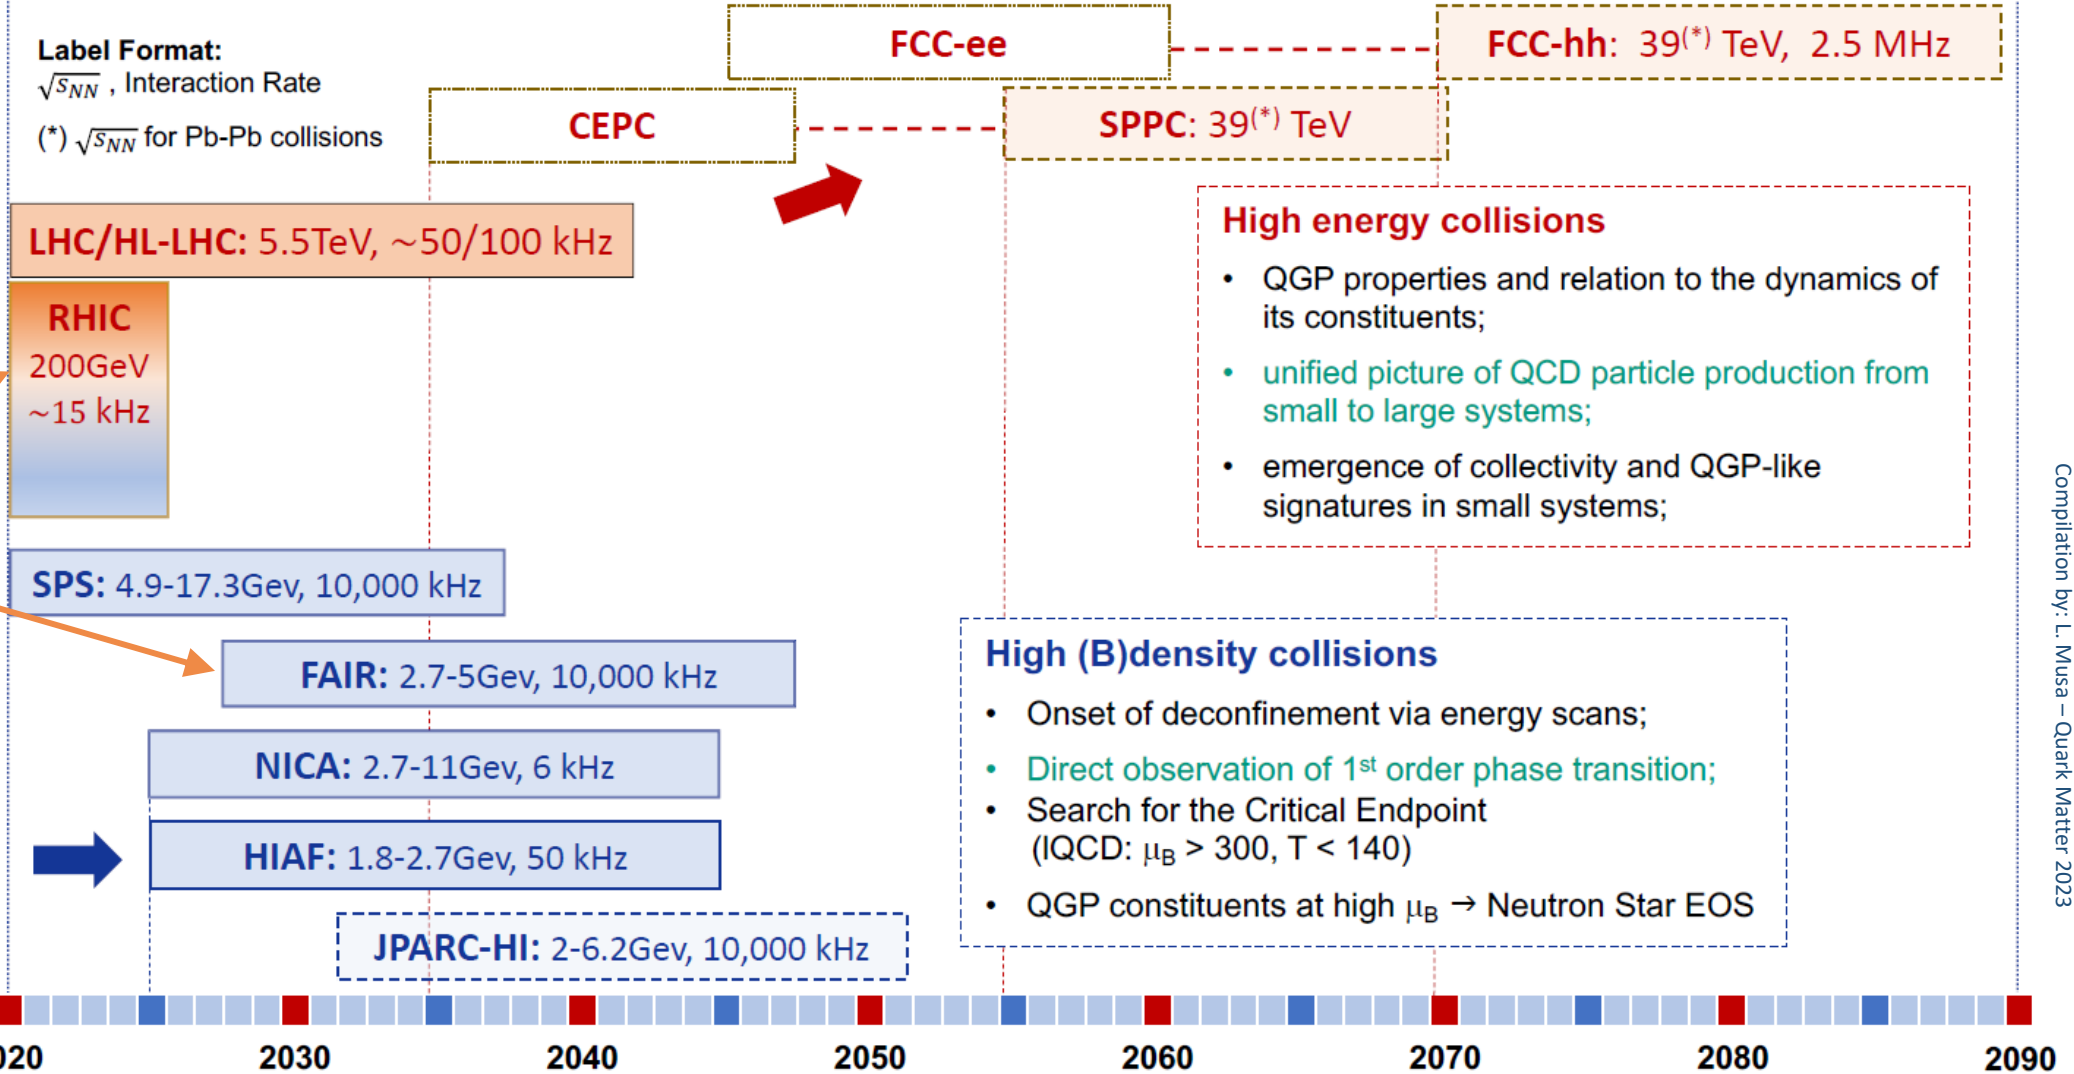 Label Format:
√s_NN , Interaction Rate
(*) √s_NN for Pb-Pb collisions
FCC-ee
FCC-hh: 39(*) TeV, 2.5 MHz
CEPC
SPPC: 39(*) TeV
LHC/HL-LHC: 5.5TeV, ~50/100 kHz
RHIC
200GeV
~15 kHz
High energy collisions
• QGP properties and relation to the dynamics of
its constituents;
• unified picture of QCD particle production from
small to large systems;
• emergence of collectivity and QGP-like
signatures in small systems;
SPS: 4.9-17.3Gev, 10,000 kHz
FAIR: 2.7-5Gev, 10,000 kHz
NICA: 2.7-11Gev, 6 kHz
HIAF: 1.8-2.7Gev, 50 kHz
JPARC-HI: 2-6.2Gev, 10,000 kHz
High (B)density collisions
• Onset of deconfinement via energy scans;
• Direct observation of 1st order phase transition;
• Search for the Critical Endpoint
(lQCD: μB > 300, T < 140)
• QGP constituents at high μB → Neutron Star EOS
Compilation by: L. Musa – Quark Matter 2023
020 2030 2040 2050 2060 2070 2080 2090